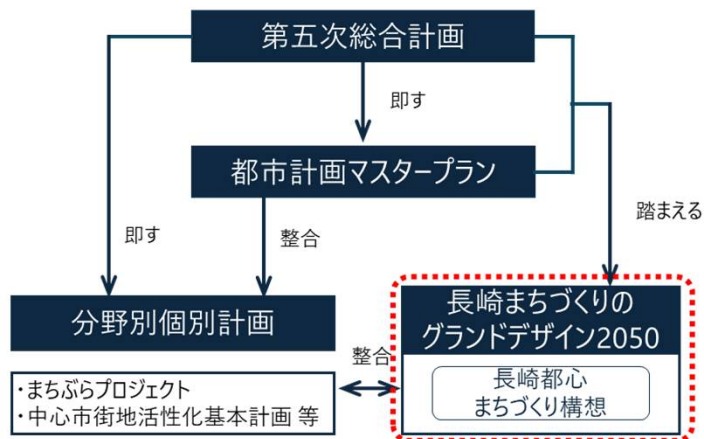 第五次総合計画
即す
都市計画マスタープラン
踏まえる
即す
整合
分野別個別計画
長崎まちづくりの
グランドデザイン2050
整合
長崎都心
まちづくり構想
・まちぶらプロジェクト
・中心市街地活性化基本計画 等